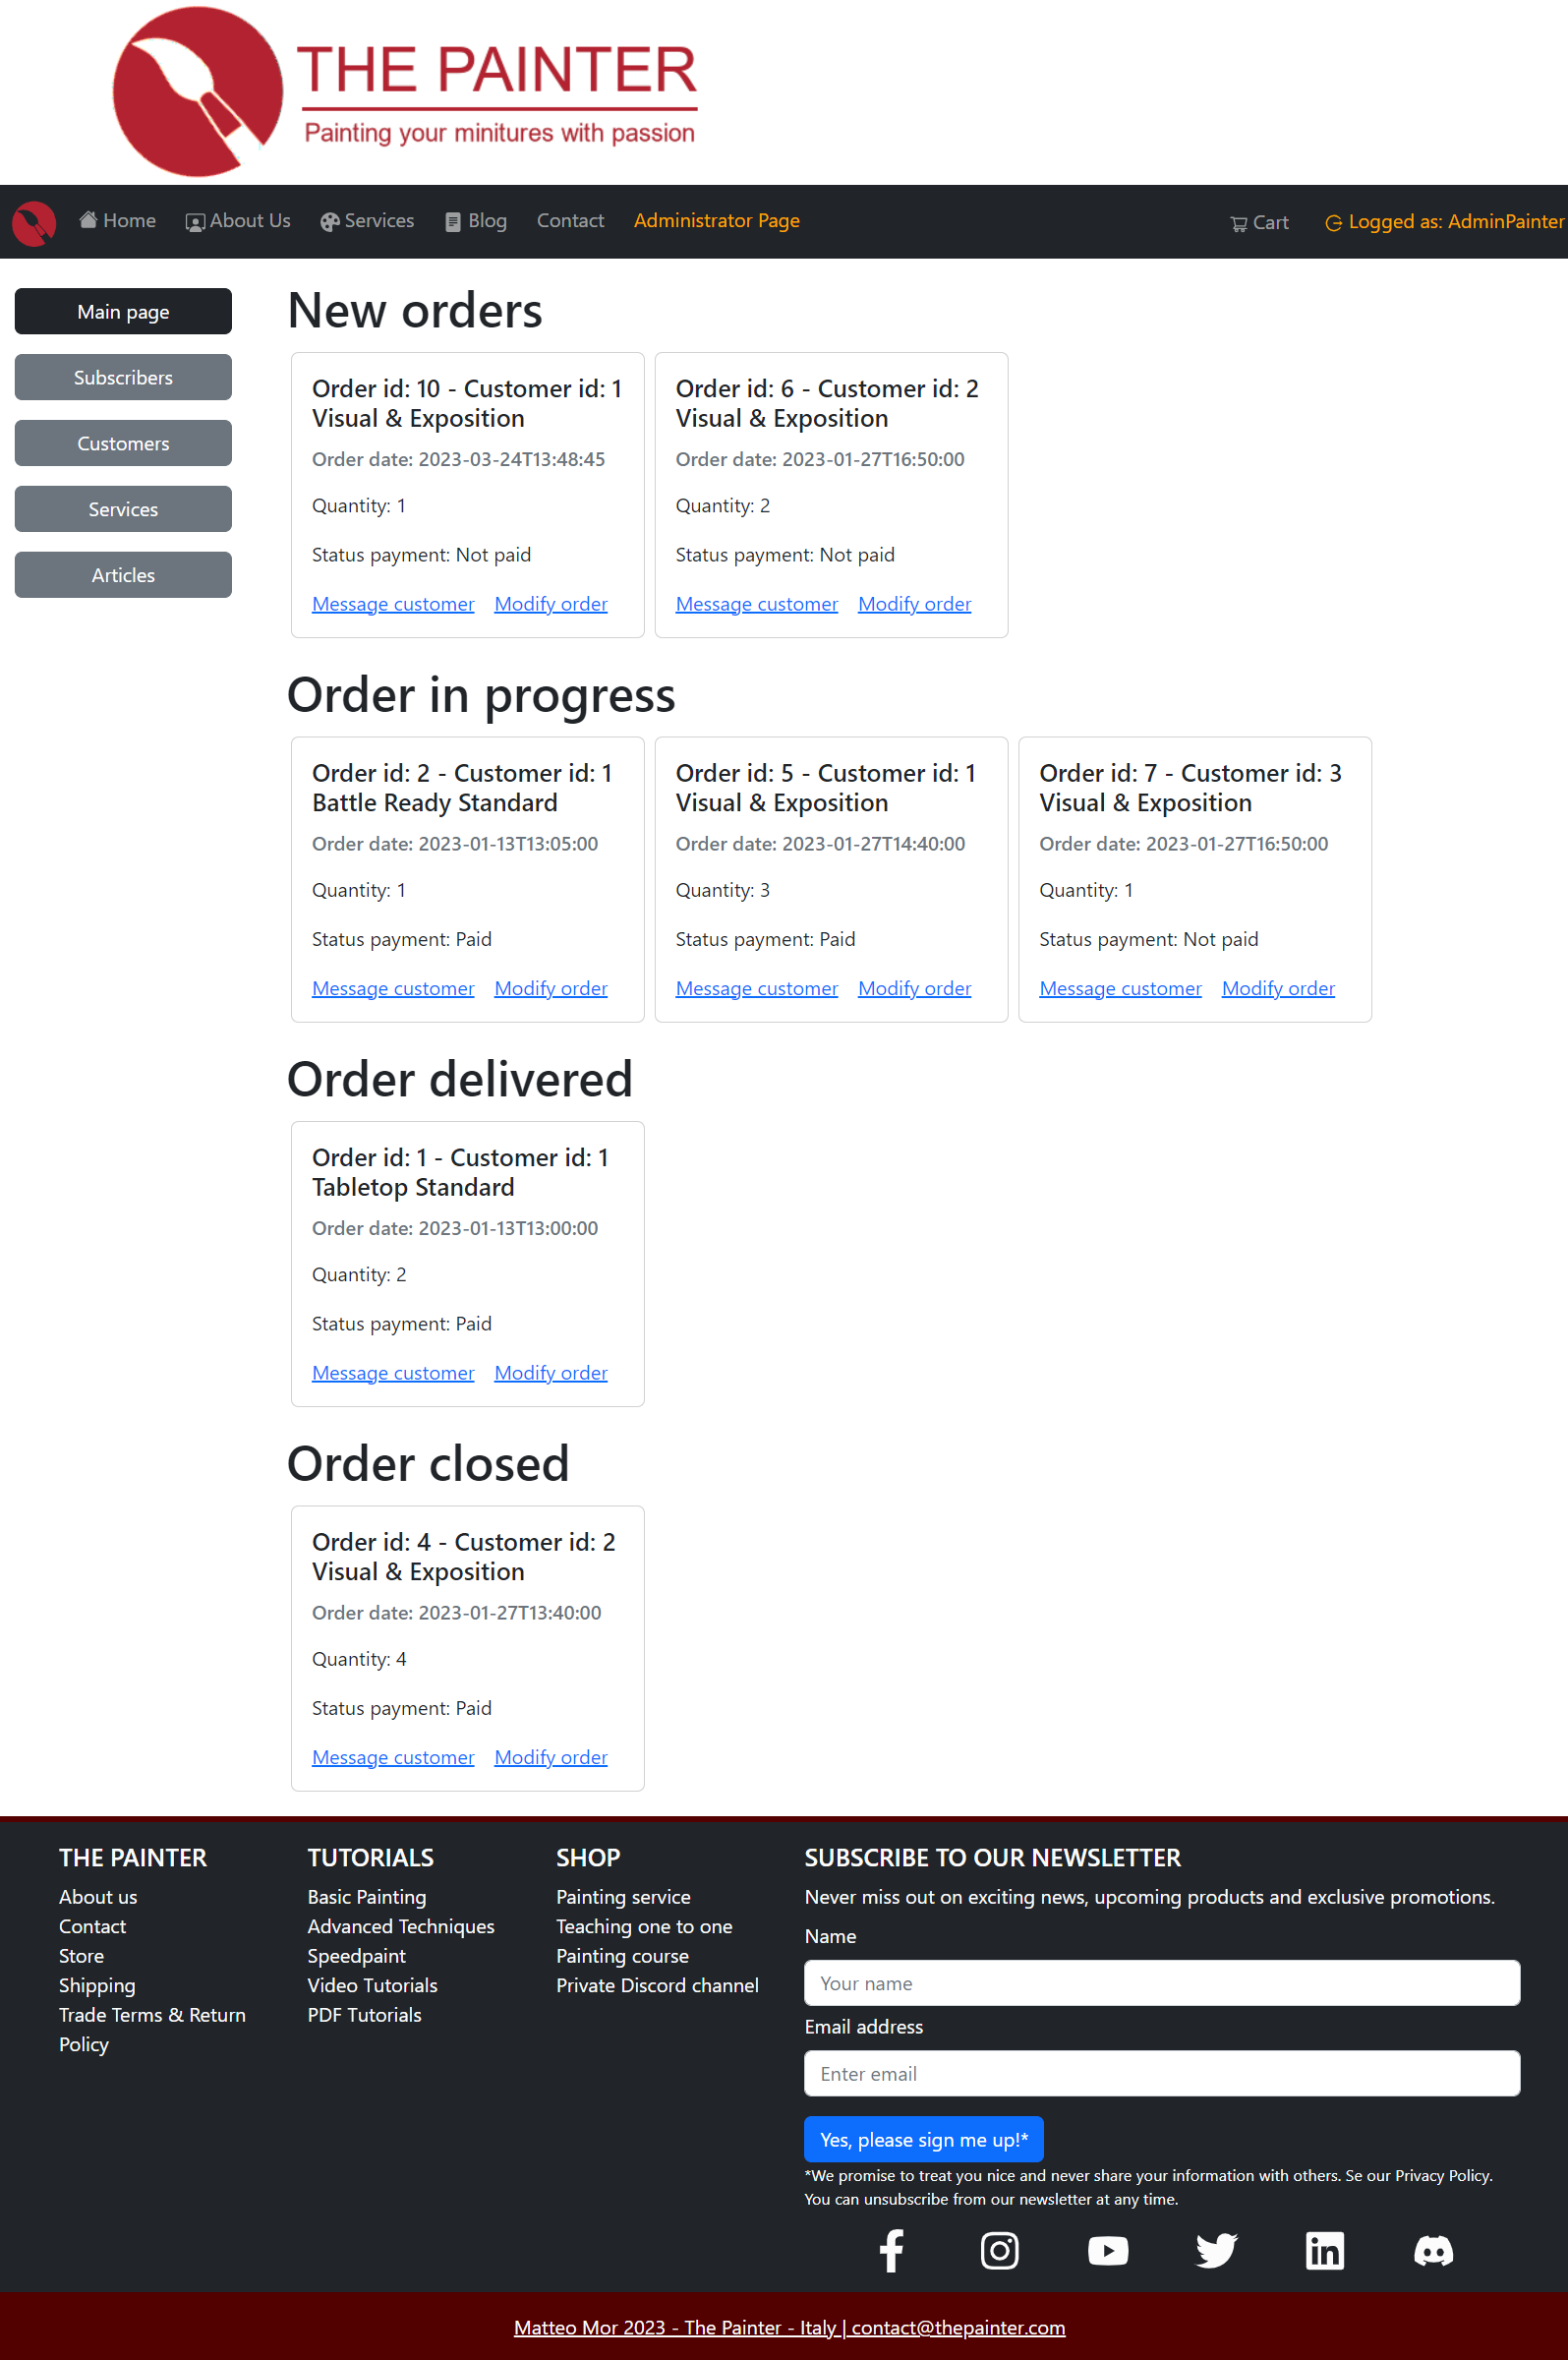 THE PAINTER
Painting your minitures with passion
Home About Us Services Blog Contact Administrator Page Cart Logged as: AdminPainter
Main page
Subscribers
Customers
Services
Articles
New orders
Order id: 10 - Customer id: 1
Visual & Exposition
Order date: 2023-03-24T13:48:45
Quantity: 1
Status payment: Not paid
Message customer Modify order
Order id: 6 - Customer id: 2
Visual & Exposition
Order date: 2023-01-27T16:50:00
Quantity: 2
Status payment: Not paid
Message customer Modify order
Order in progress
Order id: 2 - Customer id: 1
Battle Ready Standard
Order date: 2023-01-13T13:05:00
Quantity: 1
Status payment: Paid
Message customer Modify order
Order id: 5 - Customer id: 1
Visual & Exposition
Order date: 2023-01-27T14:40:00
Quantity: 3
Status payment: Paid
Message customer Modify order
Order id: 7 - Customer id: 3
Visual & Exposition
Order date: 2023-01-27T16:50:00
Quantity: 1
Status payment: Not paid
Message customer Modify order
Order delivered
Order id: 1 - Customer id: 1
Tabletop Standard
Order date: 2023-01-13T13:00:00
Quantity: 2
Status payment: Paid
Message customer Modify order
Order closed
Order id: 4 - Customer id: 2
Visual & Exposition
Order date: 2023-01-27T13:40:00
Quantity: 4
Status payment: Paid
Message customer Modify order
THE PAINTER
About us
Contact
Store
Shipping
Trade Terms & Return
Policy
TUTORIALS
Basic Painting
Advanced Techniques
Speedpaint
Video Tutorials
PDF Tutorials
SHOP
Painting service
Teaching one to one
Painting course
Private Discord channel
SUBSCRIBE TO OUR NEWSLETTER
Never miss out on exciting news, upcoming products and exclusive promotions.
Name
Your name
Email address
Enter email
Yes, please sign me up!*
*We promise to treat you nice and never share your information with others. Se our Privacy Policy.
You can unsubscribe from our newsletter at any time.
Matteo Mor 2023 - The Painter - Italy | contact@thepainter.com